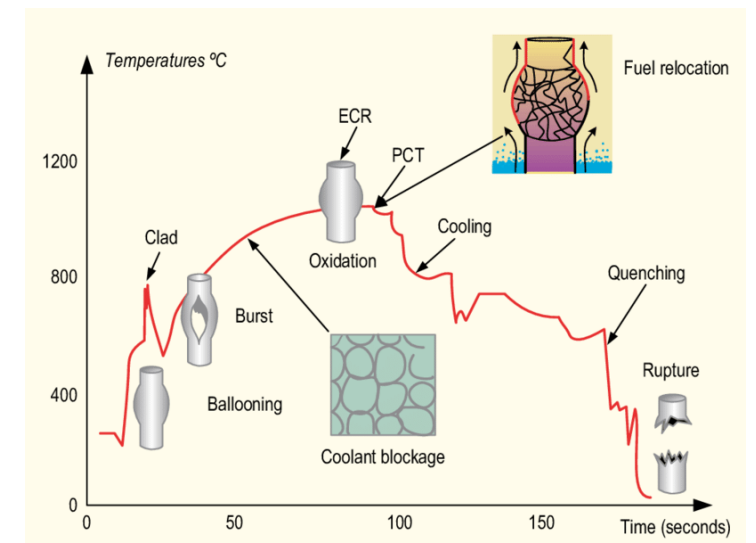 Temperatures ºC
Fuel relocation
ECR
PCT
1200
Clad
Cooling
Oxidation
800
Quenching
Burst
Rupture
400
Ballooning
Coolant blockage
0
0
50
100
150
Time (seconds)